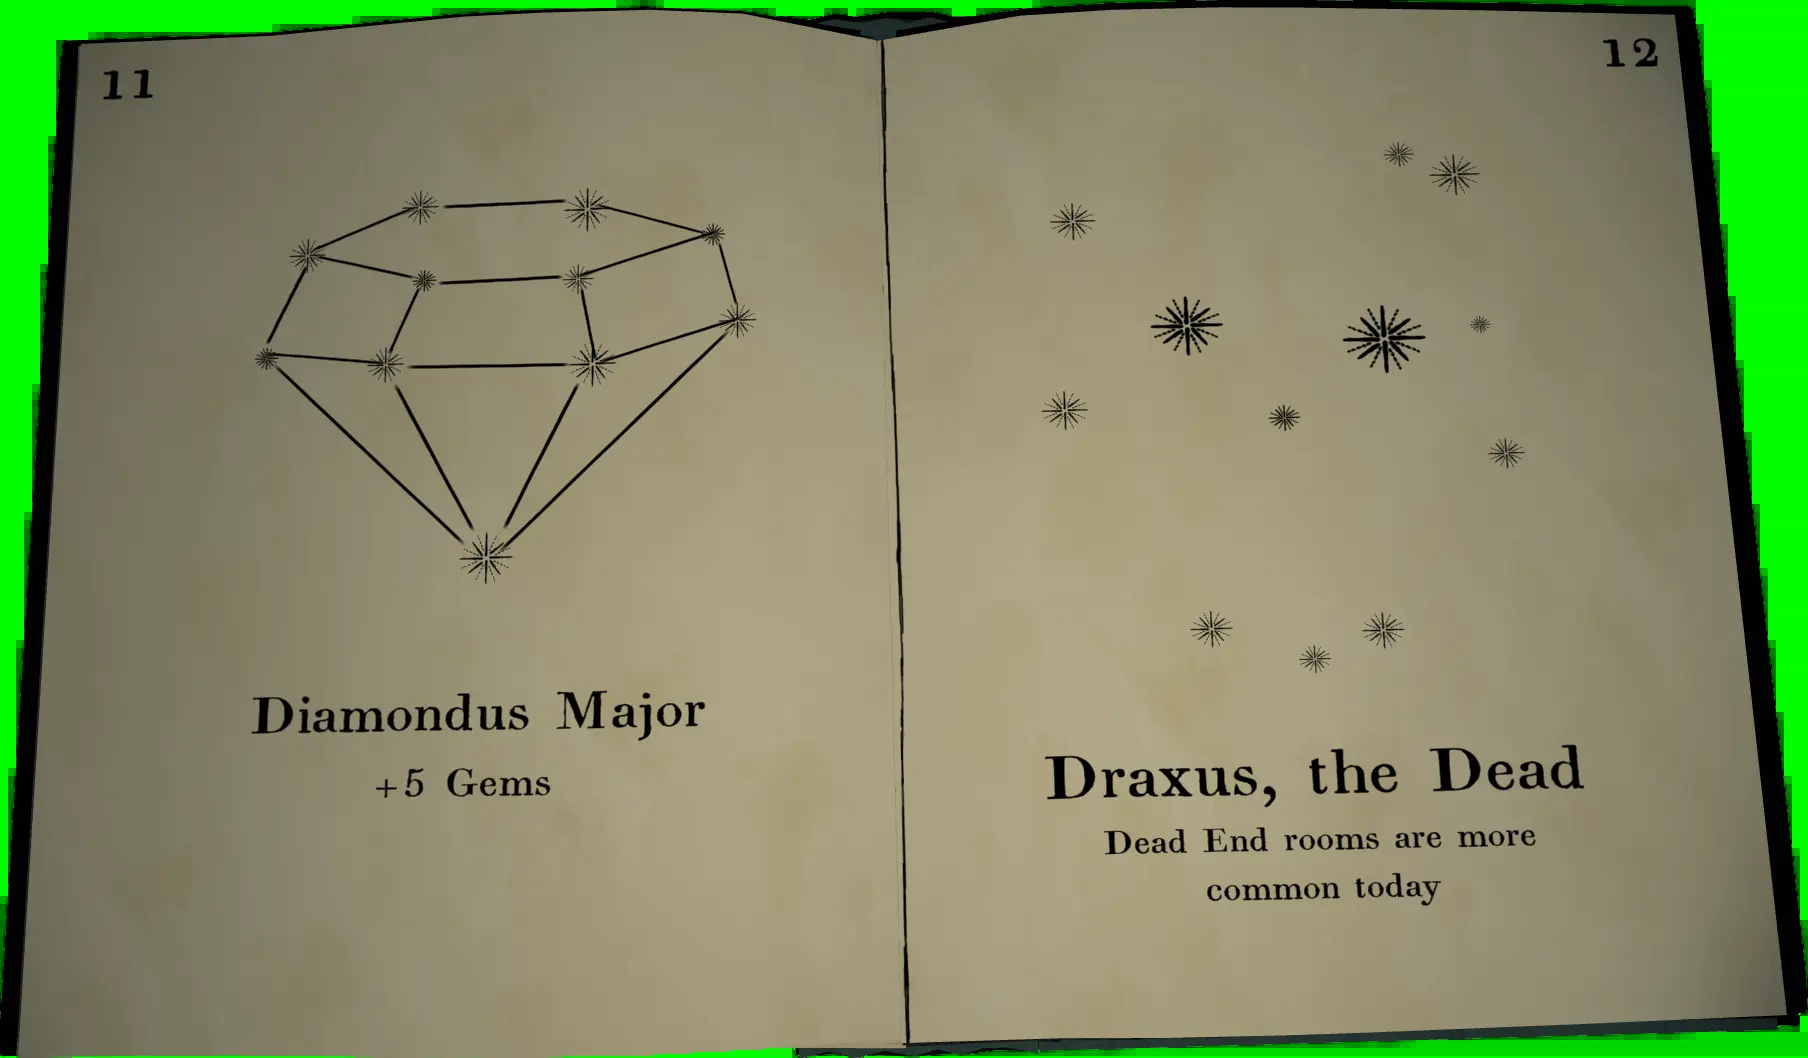 11
Diamondus Major
+5 Gems
12
Draxus, the Dead
Dead End rooms are more
common today